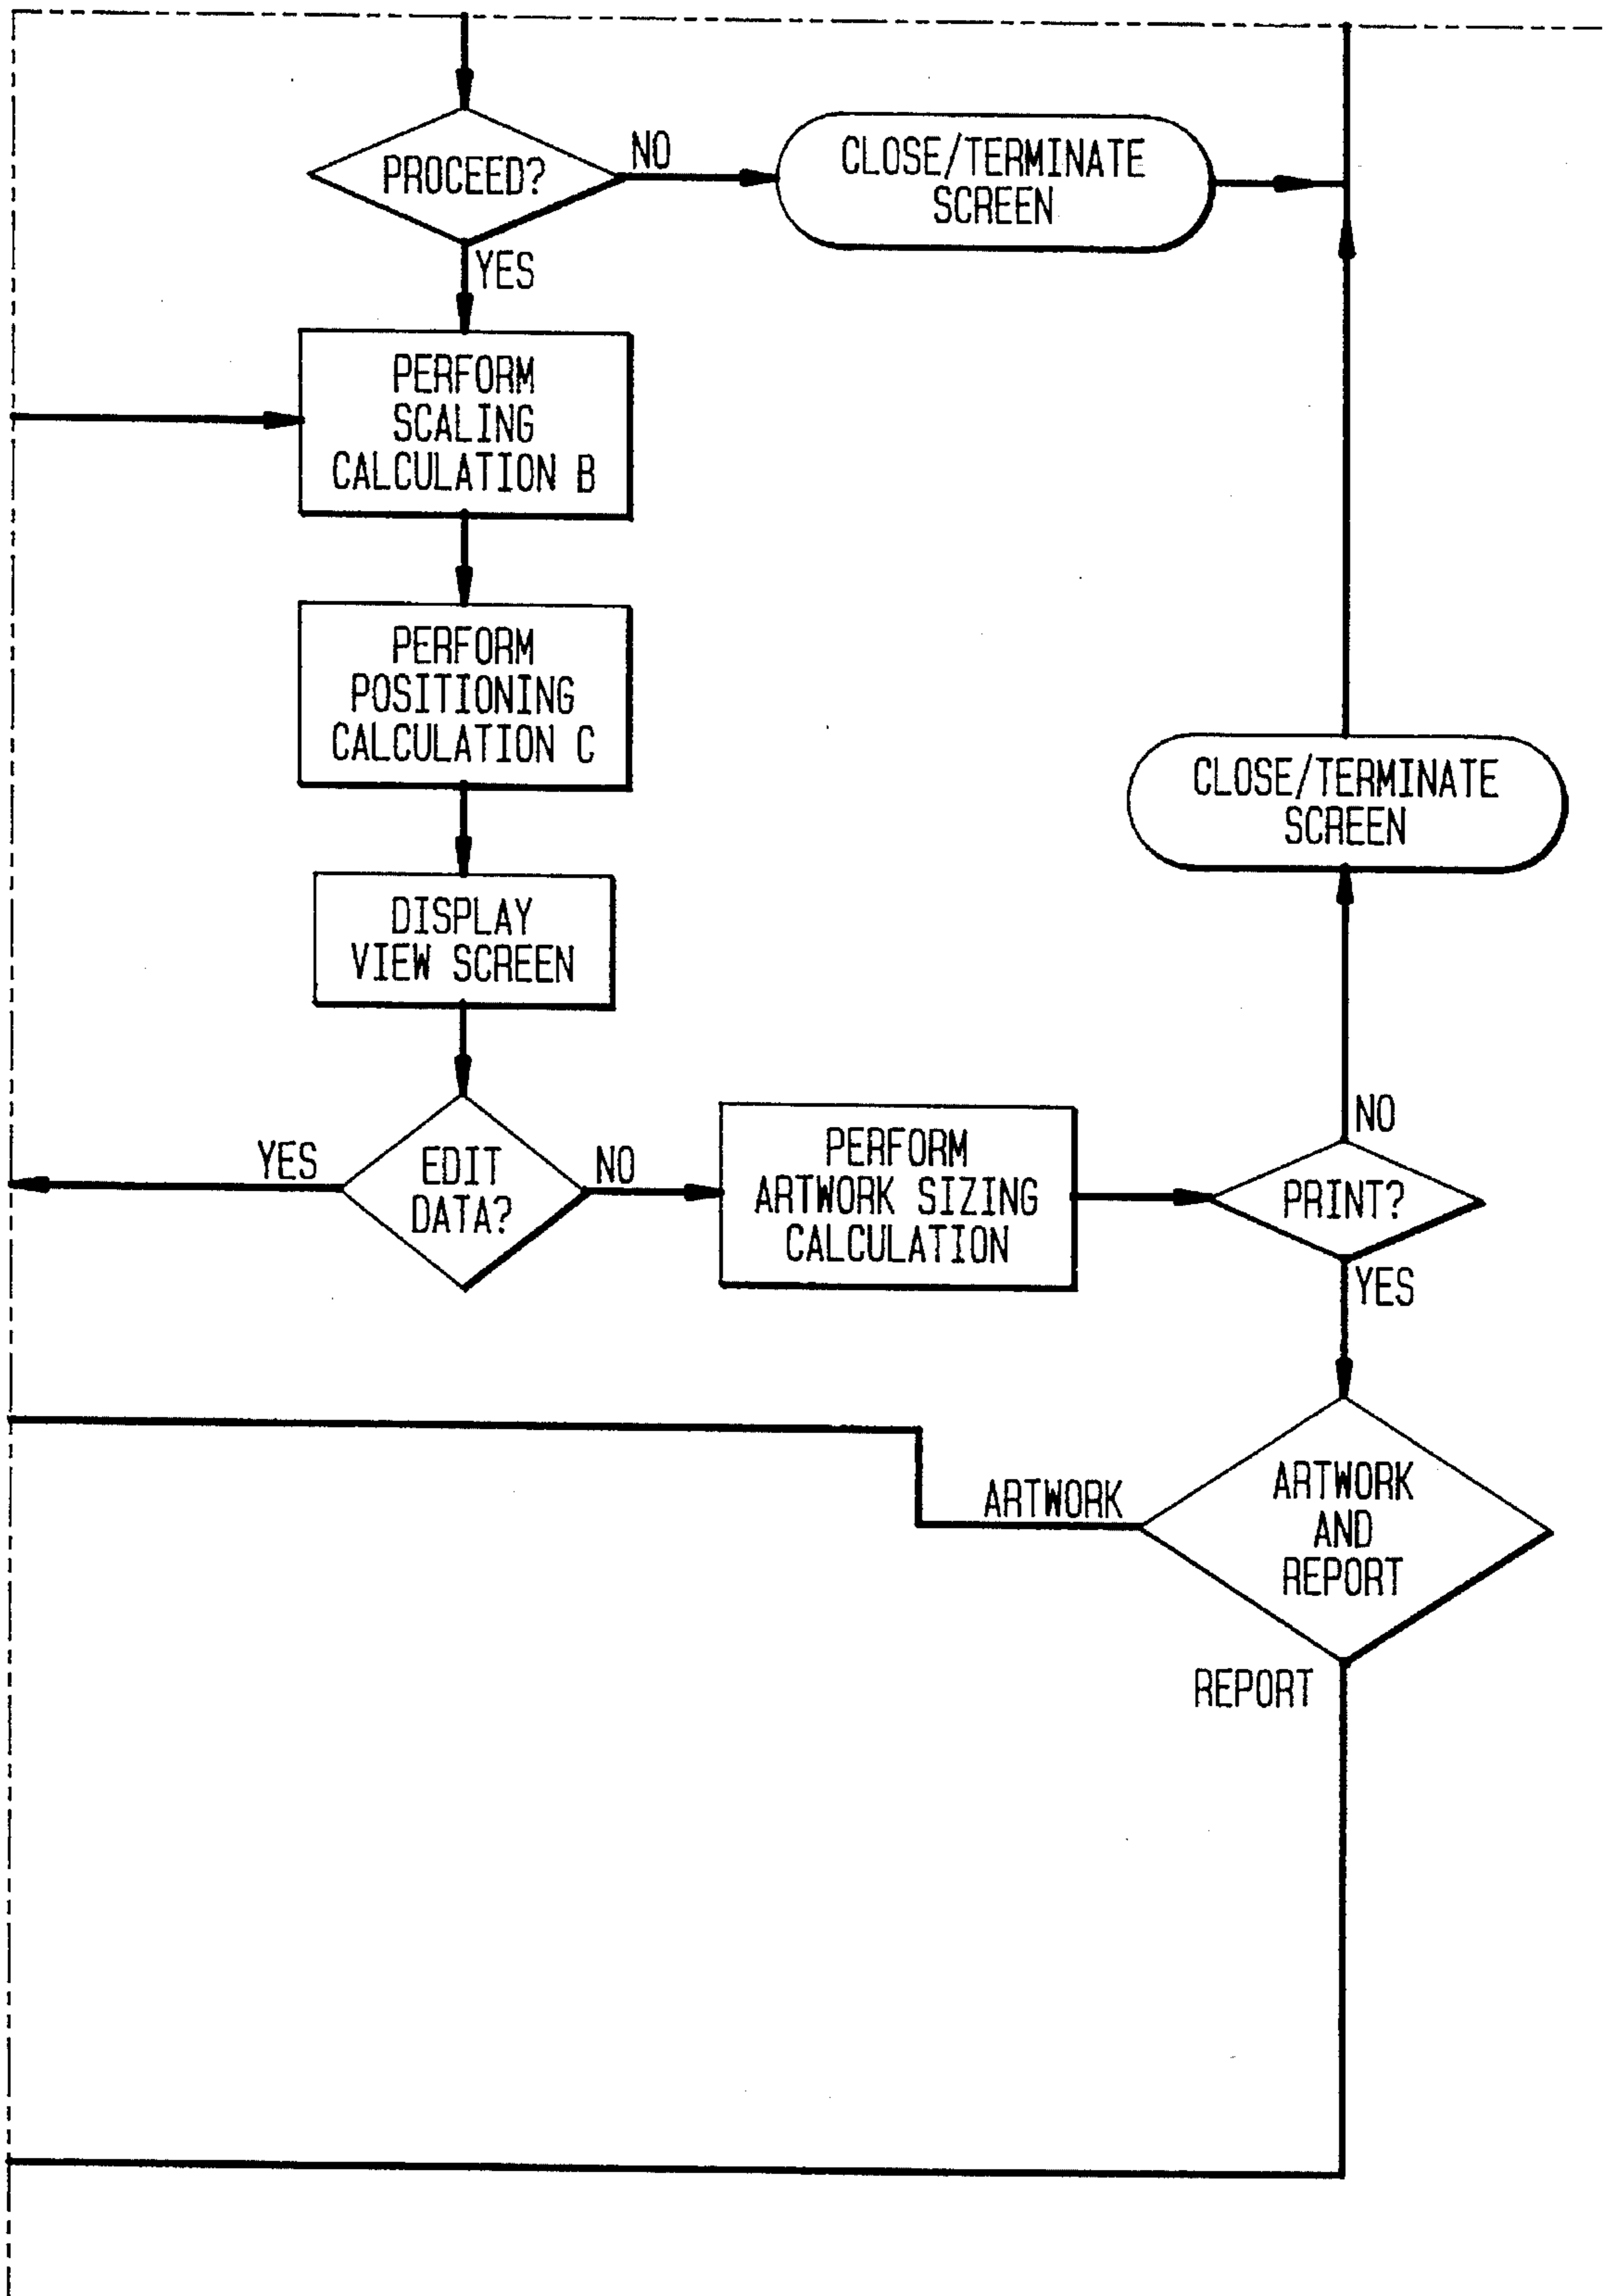 PROCEED?
NO
CLOSE/TERMINATE
SCREEN
YES
PERFORM
SCALING
CALCULATION B
PERFORM
POSITIONING
CALCULATION C
CLOSE/TERMINATE
SCREEN
DISPLAY
VIEW SCREEN
NO
YES
EDIT
DATA?
NO
PERFORM
ARTWORK SIZING
CALCULATION
PRINT?
YES
ARTWORK
ARTWORK
AND
REPORT
REPORT